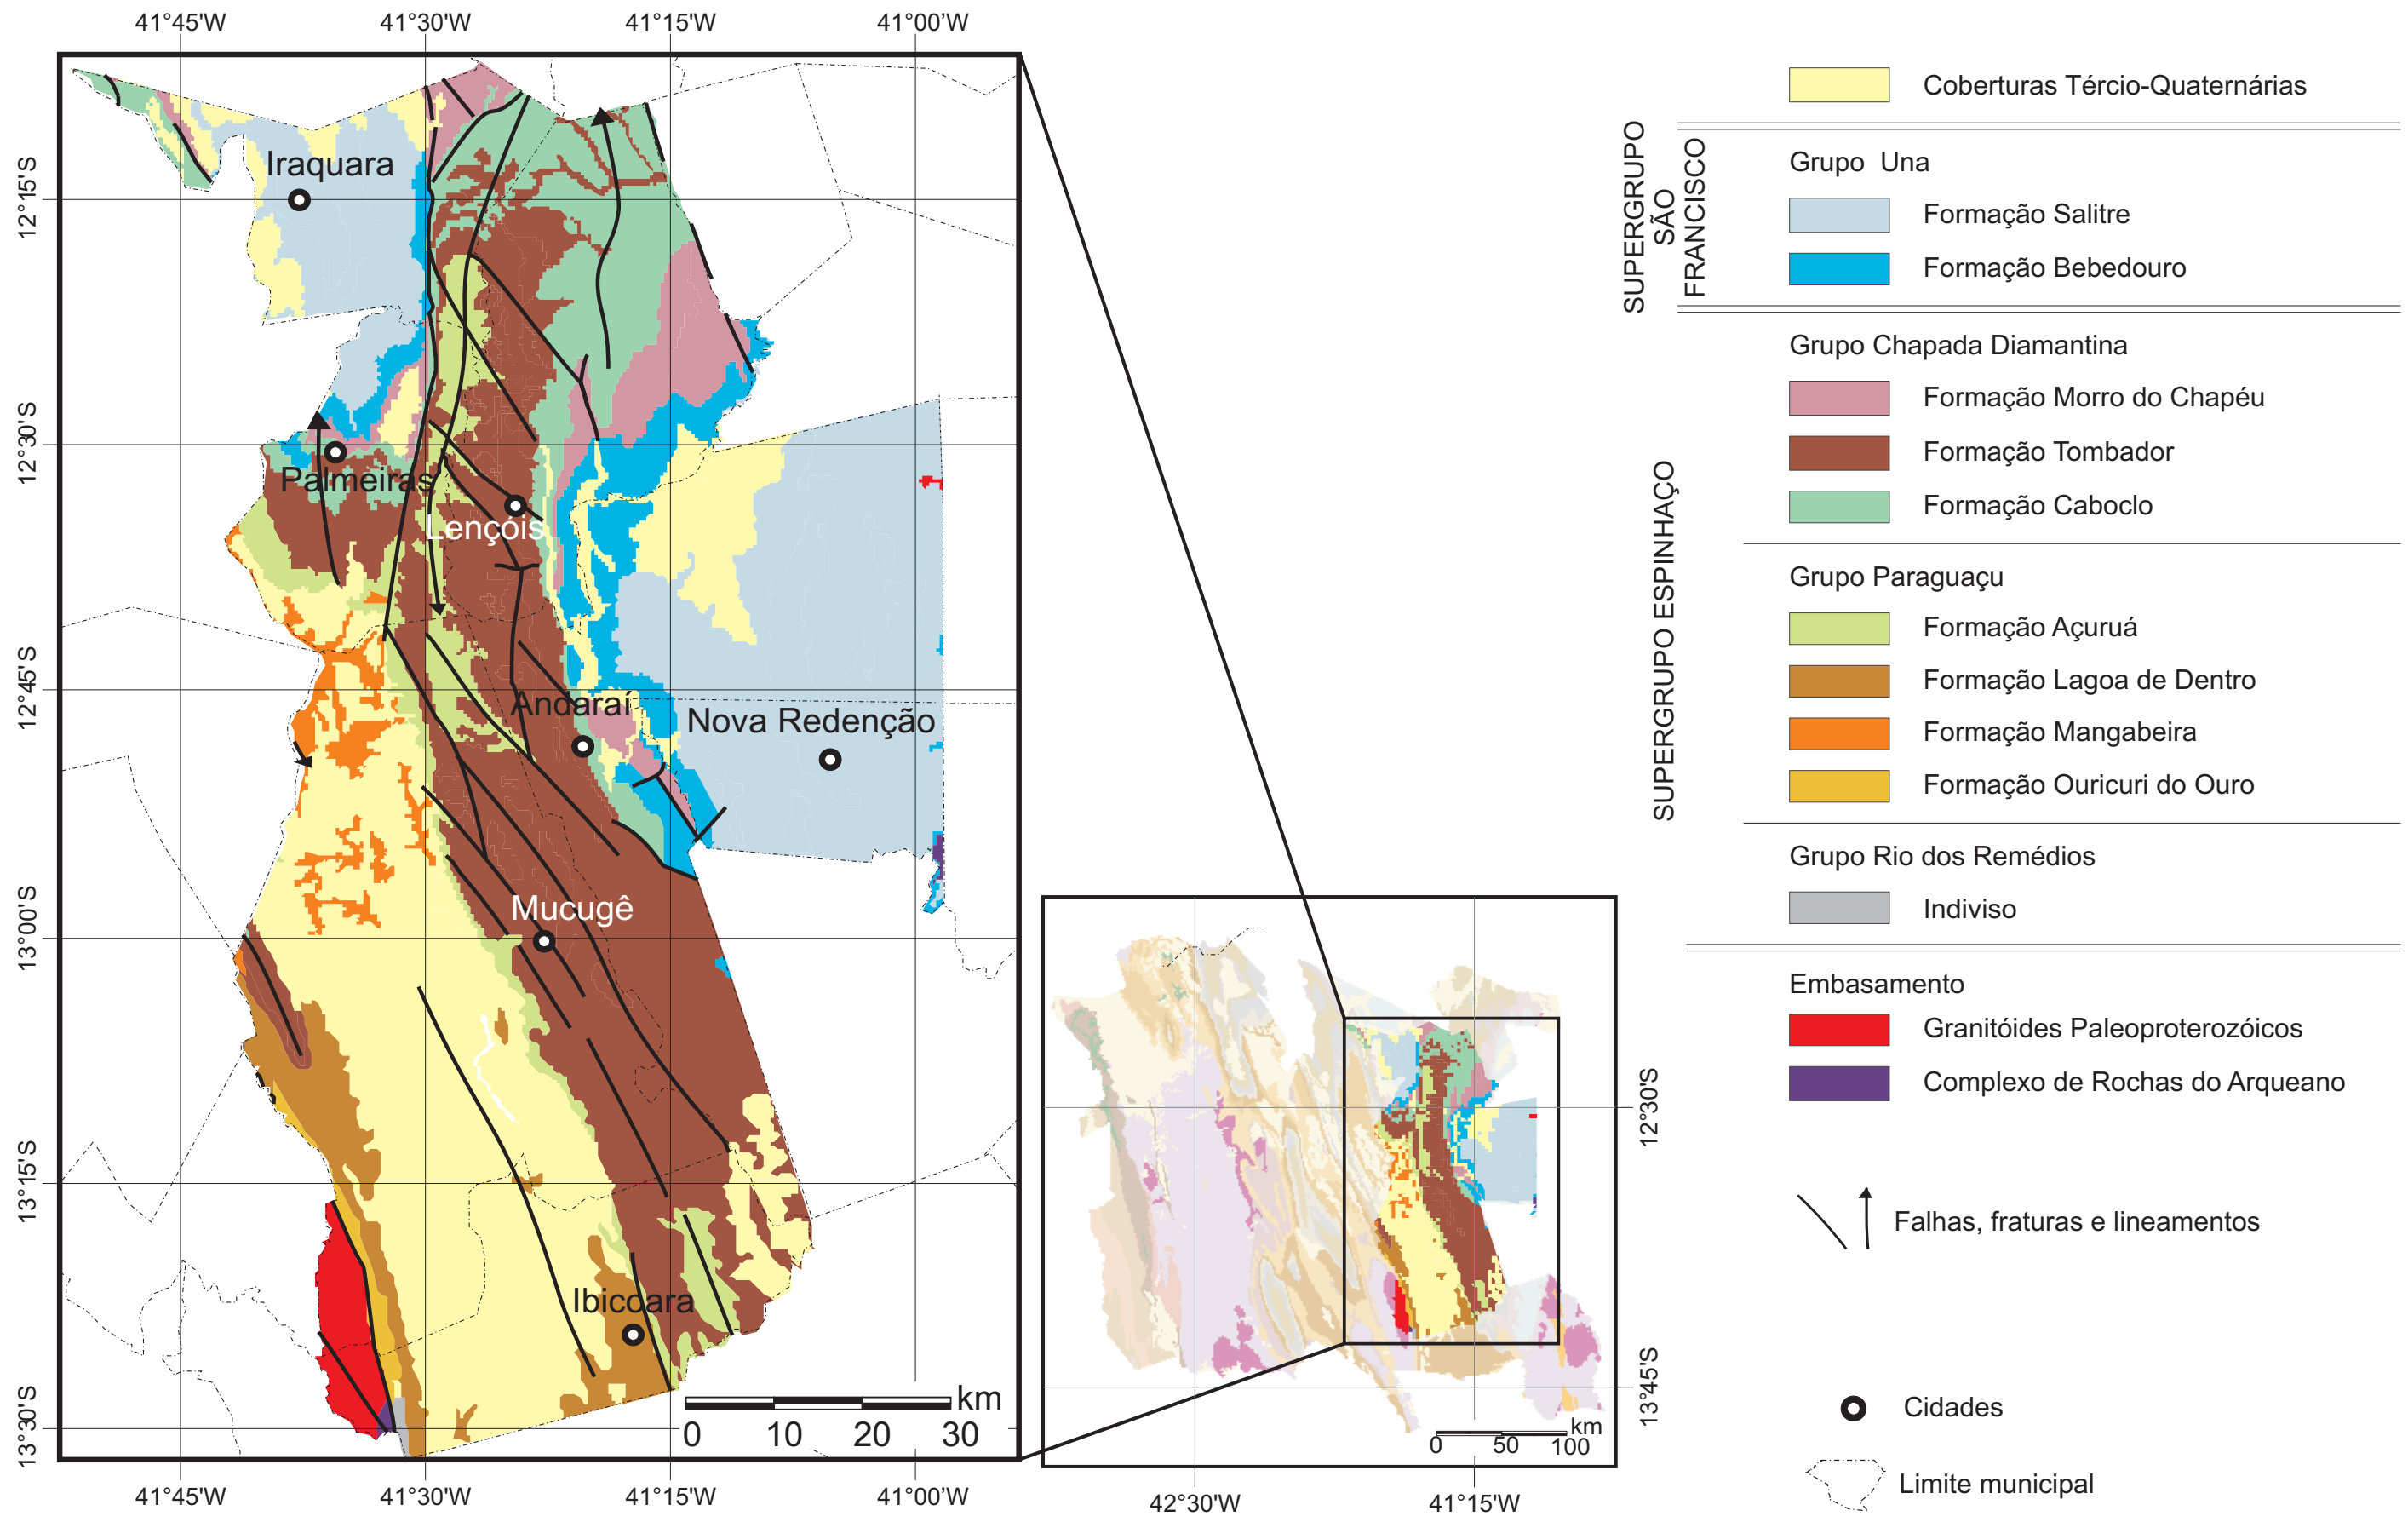 41°45'W
41°30'W
41°15'W
41°00'W
12°15'S
12°30'S
12°45'S
13°00'S
13°15'S
13°30'S
Iraquara
Palmeiras
Lençóis
Andaraí
Nova Redenção
Mucugê
Ibicoara
km
0 10 20 30
41°45'W
41°30'W
41°15'W
41°00'W
12°30'S
13°45'S
km
0 50 100
42°30'W
41°15'W
Coberturas Tércio-Quaternárias
SUPERGRUPO
SÃO
FRANCISCO
Grupo Una
Formação Salitre
Formação Bebedouro
SUPERGRUPO ESPINHAÇO
Grupo Chapada Diamantina
Formação Morro do Chapéu
Formação Tombador
Formação Caboclo
Grupo Paraguaçu
Formação Açuruá
Formação Lagoa de Dentro
Formação Mangabeira
Formação Ouricuri do Ouro
Grupo Rio dos Remédios
Indiviso
Embasamento
Granitóides Paleoproterozóicos
Complexo de Rochas do Arqueano
Falhas, fraturas e lineamentos
Cidades
Limite municipal